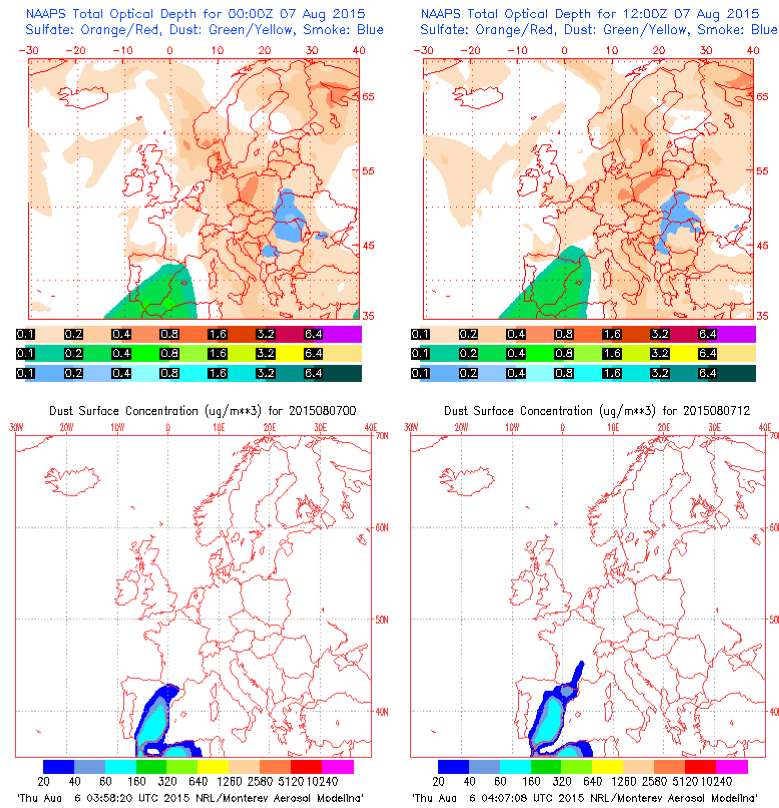 NAAPS Total Optical Depth for 00:00Z 07 Aug 2015
Sulfate: Orange/Red, Dust: Green/Yellow, Smoke: Blue
-30 -20 -10 0 10 20 30 40
65
55
45
35
0.1 0.2 0.4 0.8 1.6 3.2 6.4
0.1 0.2 0.4 0.8 1.6 3.2 6.4
0.1 0.2 0.4 0.8 1.6 3.2 6.4
NAAPS Total Optical Depth for 12:00Z 07 Aug 2015
Sulfate: Orange/Red, Dust: Green/Yellow, Smoke: Blue
-30 -20 -10 0 10 20 30 40
65
55
45
35
0.1 0.2 0.4 0.8 1.6 3.2 6.4
0.1 0.2 0.4 0.8 1.6 3.2 6.4
0.1 0.2 0.4 0.8 1.6 3.2 6.4
Dust Surface Concentration (ug/m**3) for 2015080700
30W 20W 10W 0 10E 20E 30E 40E
70N
60N
50N
40N
20 40 60 160 320 640 1260 2580 5120 10240
'Thu Aug 6 03:58:20 UTC 2015 NRL/Monterey Aerosol Modeling'
Dust Surface Concentration (ug/m**3) for 2015080712
30W 20W 10W 0 10E 20E 30E 40E
70N
60N
50N
40N
20 40 60 160 320 640 1260 2580 5120 10240
'Thu Aug 6 04:07:08 UTC 2015 NRL/Monterey Aerosol Modeling'